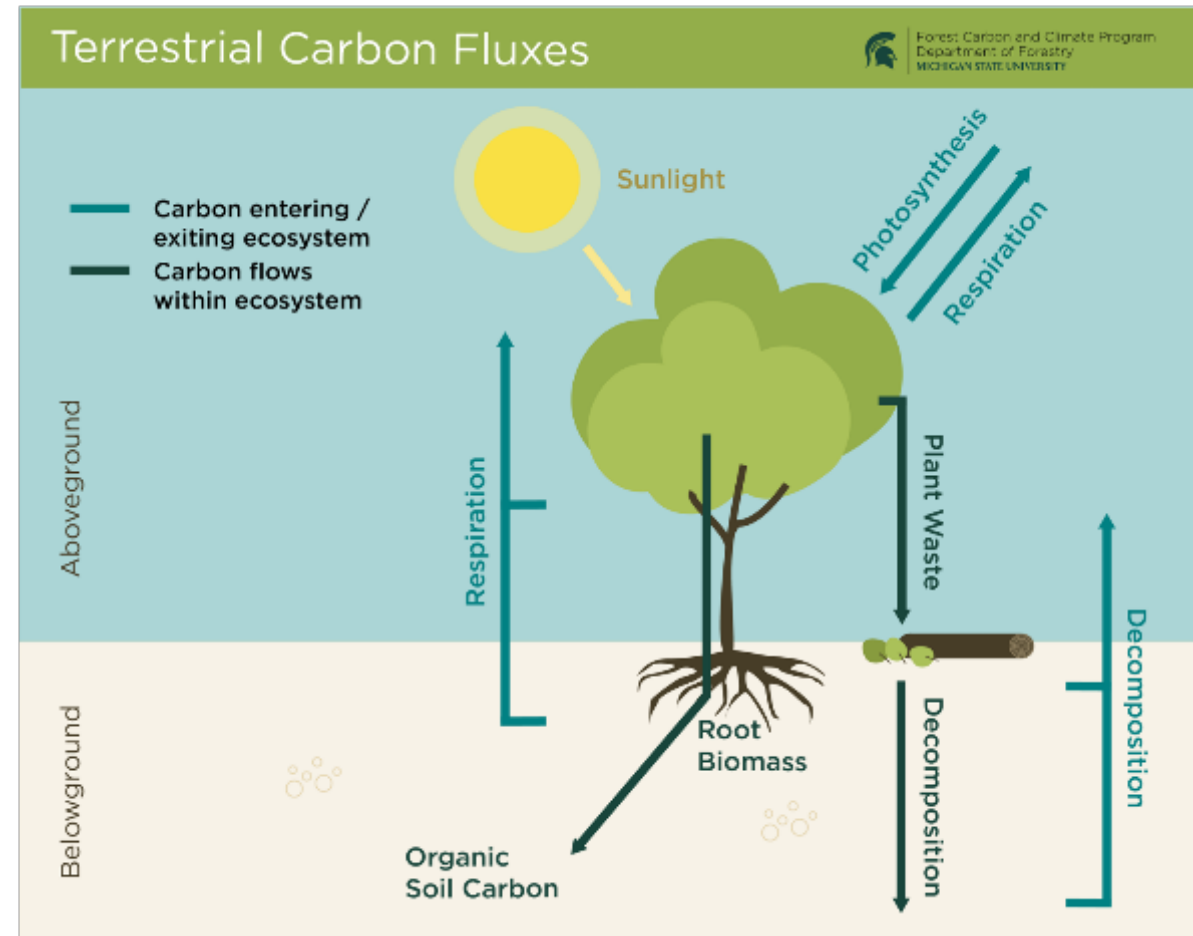 Terrestrial Carbon Fluxes
Forest Carbon and Climate Program
Department of Forestry
MICHIGAN STATE UNIVERSITY
Sunlight
Photosynthesis
Respiration
Carbon entering /
exiting ecosystem
Carbon flows
within ecosystem
Aboveground
Respiration
Plant Waste
Decomposition
Belowground
Root
Biomass
Decomposition
Organic
Soil Carbon